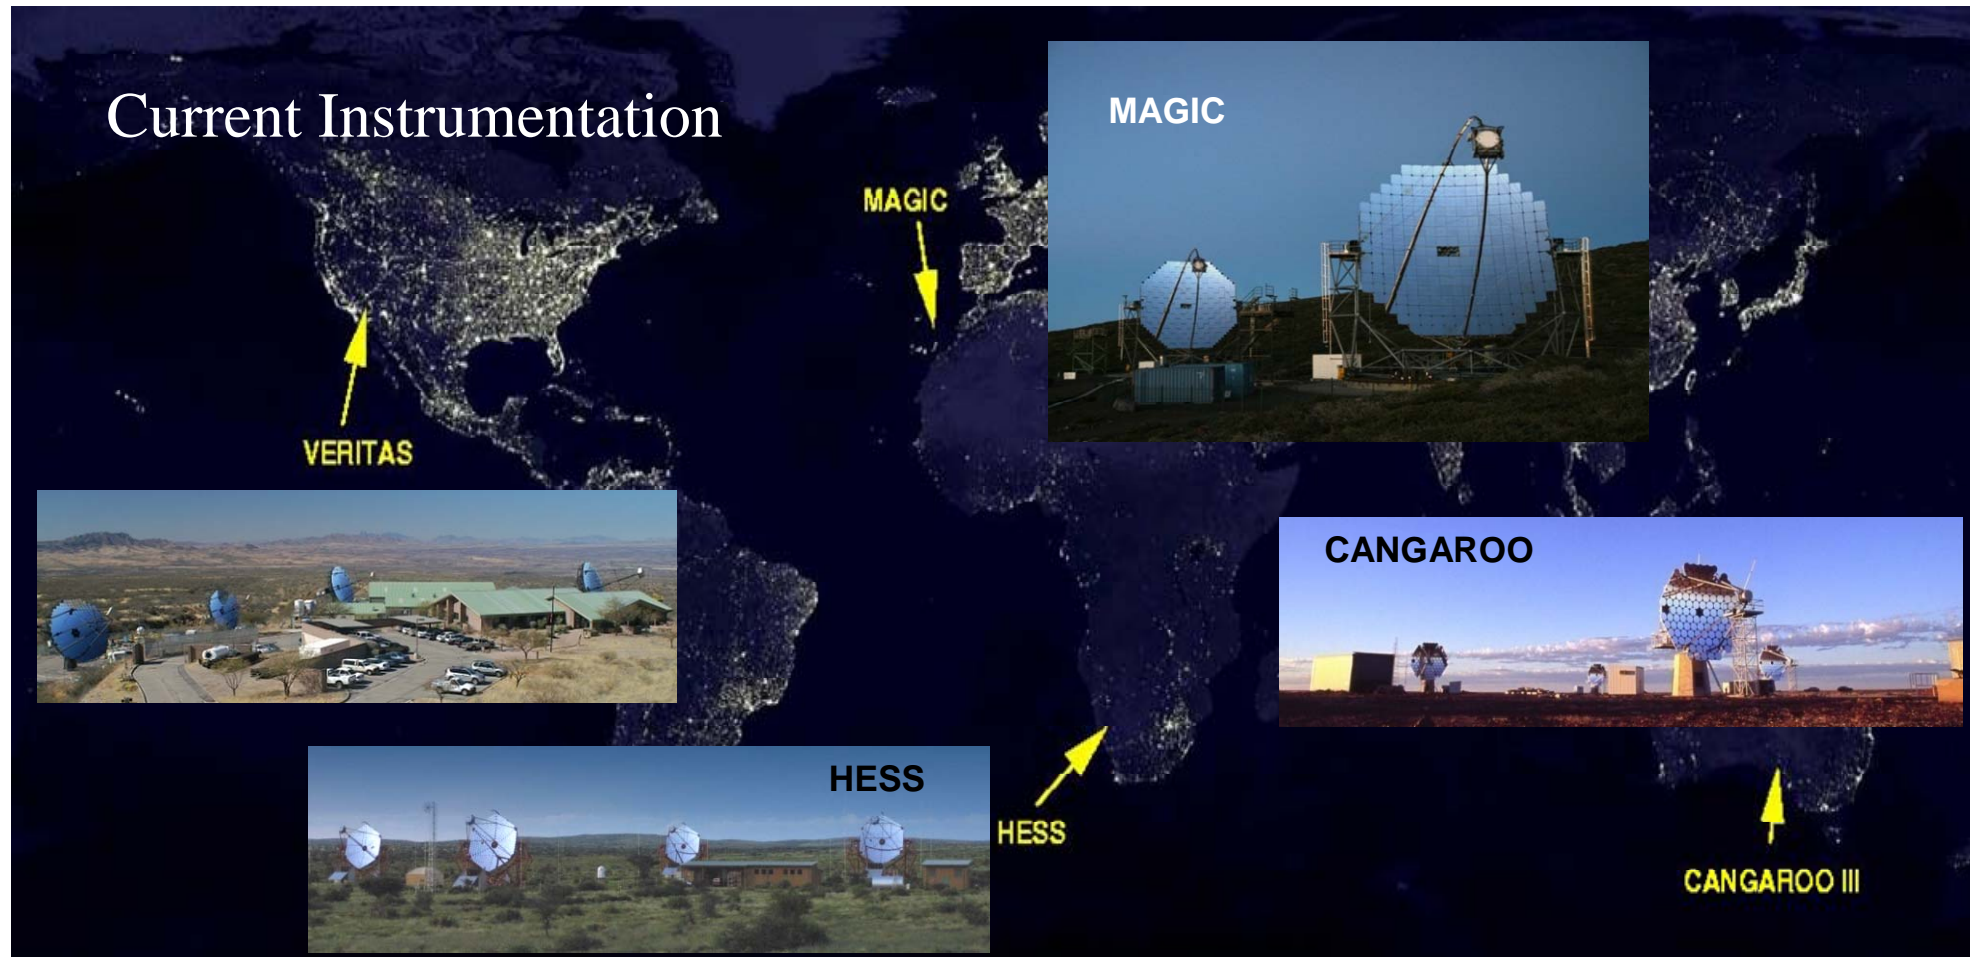 Current Instrumentation
MAGIC
MAGIC
VERITAS
CANGAROO
HESS
HESS
CANGAROO III